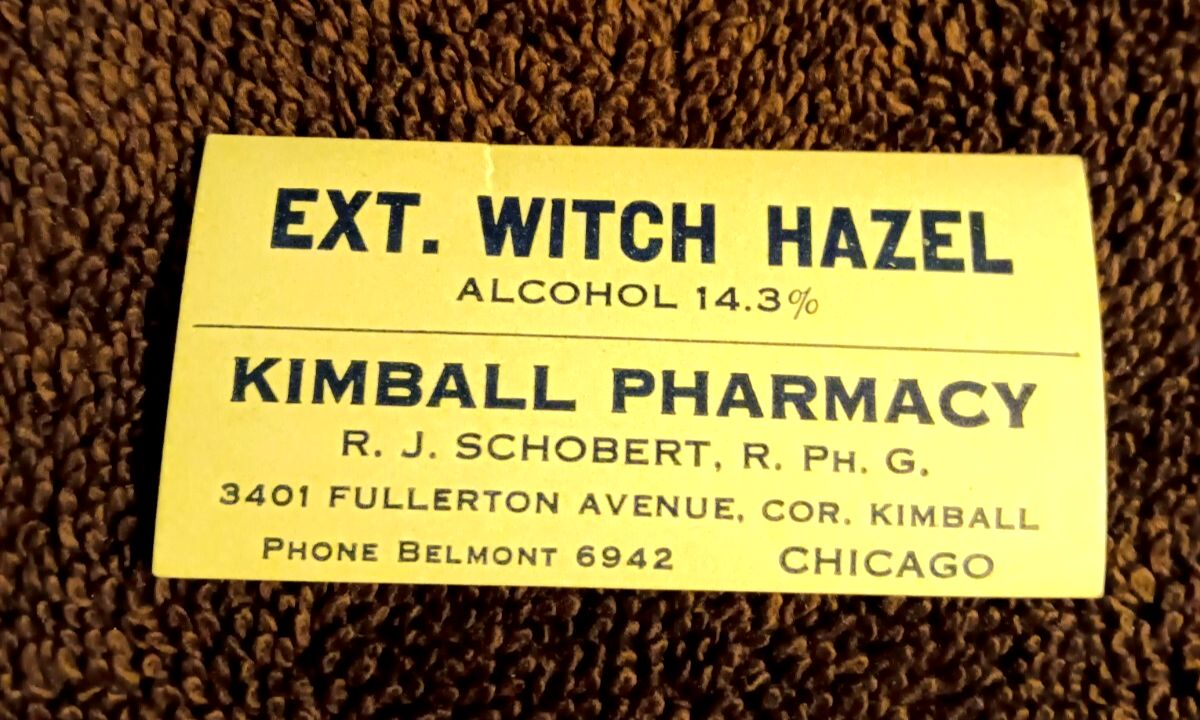 EXT. WITCH HAZEL
ALCOHOL 14.3%
KIMBALL PHARMACY
R. J. SCHOBERT, R. PH. G.
3401 FULLERTON AVENUE, COR. KIMBALL
PHONE BELMONT 6942 CHICAGO